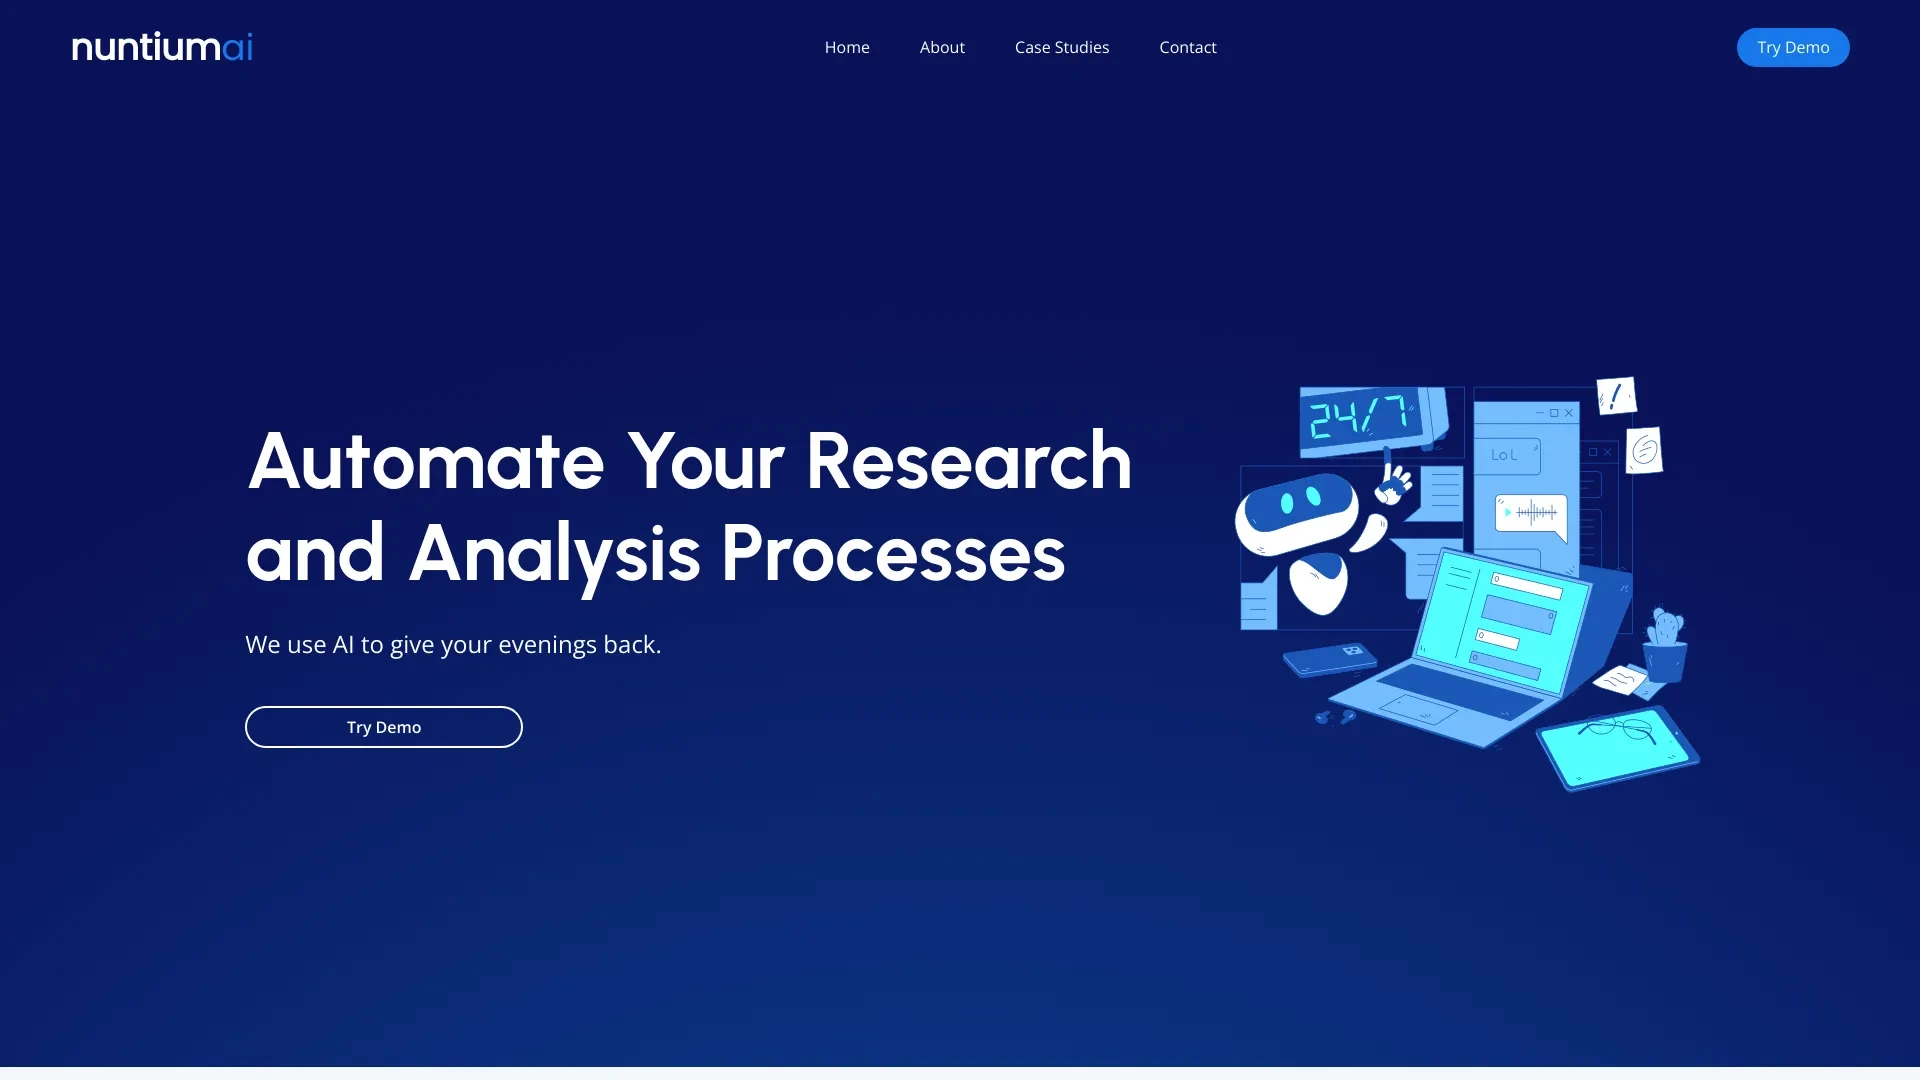 nuntiumai
Home
About
Case Studies
Contact
Try Demo
Automate Your Research
and Analysis Processes
We use AI to give your evenings back.
Try Demo
24/7
LoL
!